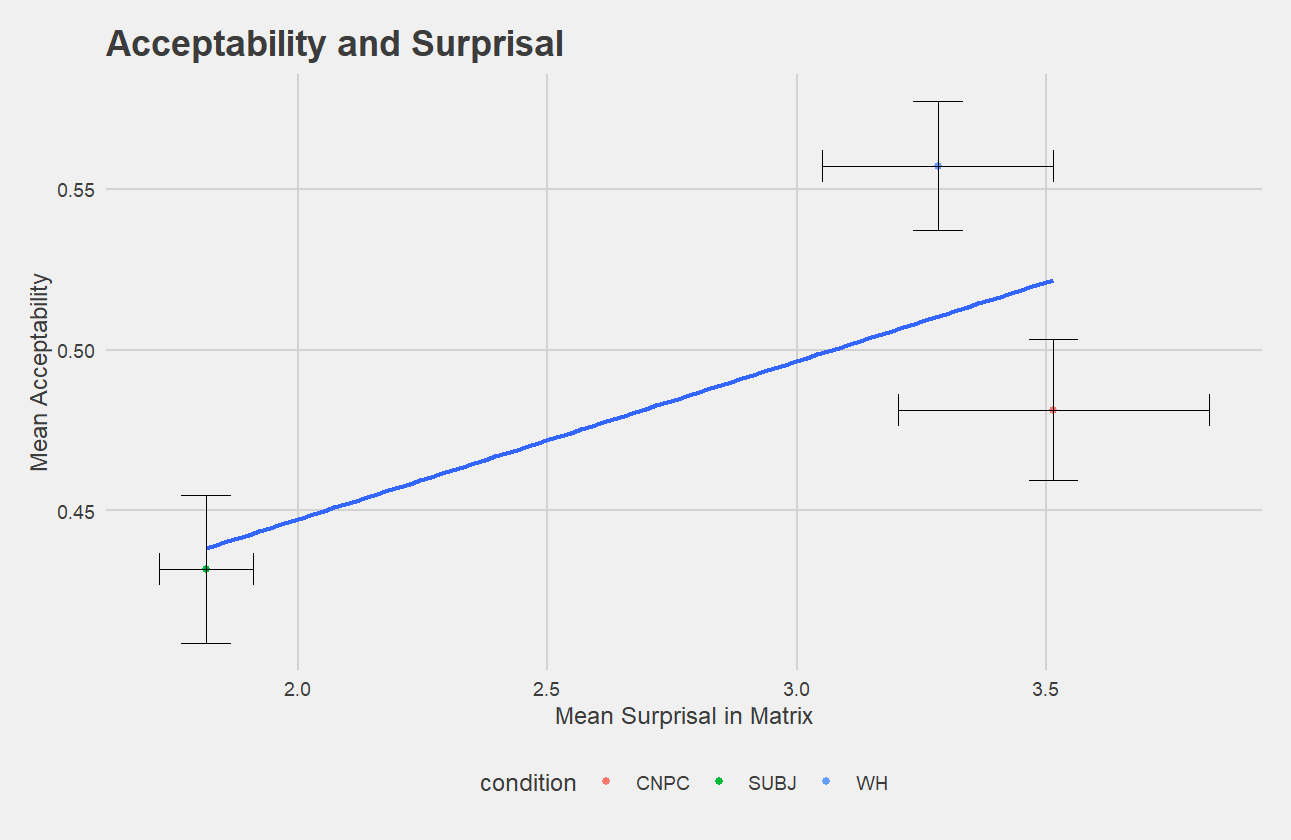 Acceptability and Surprisal
Mean Acceptability
0.55
0.50
0.45
2.0 2.5 3.0 3.5
Mean Surprisal in Matrix
condition CNPC SUBJ WH